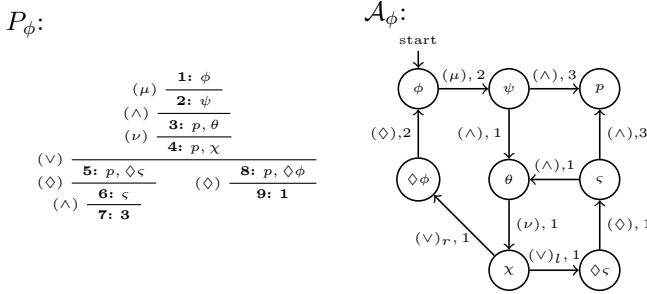 P_ϕ:
(μ) 1: ϕ
(∧) 2: ψ
(ν) 3: p, θ
4: p, χ
(∨)
(◊) 5: p, ◊ς (◊) 8: p, ◊ϕ
(∧) 6: ς 9: 1
7: 3
𝒜_ϕ:
start
ϕ (μ), 2 ψ (∧), 3 p
(◊),2 (∧), 1 (∧),3
◊ϕ θ (∧),1 ς
(∨)_r, 1 (ν), 1 (◊), 1
χ (∨)_l, 1 ◊ς